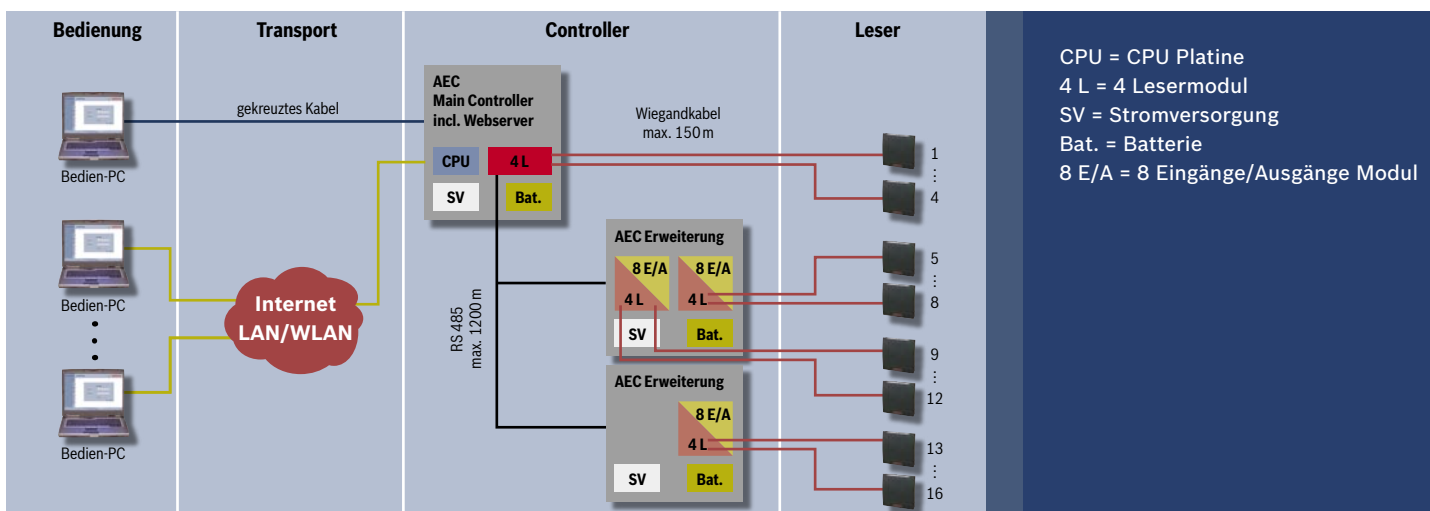 Bedienung
Transport
Controller
Leser
gekreuztes Kabel
Bedien-PC
Bedien-PC
Bedien-PC
Internet
LAN/WLAN
AEC
Main Controller
incl. Webserver
CPU
4 L
SV
Bat.
RS 485
max. 1200 m
Wiegandkabel
max. 150 m
AEC Erweiterung
8 E/A
4 L
8 E/A
4 L
SV
Bat.
AEC Erweiterung
8 E/A
4 L
SV
Bat.
1
4
5
8
9
12
13
16
CPU = CPU Platine
4 L = 4 Lesermodul
SV = Stromversorgung
Bat. = Batterie
8 E/A = 8 Eingänge/Ausgänge Modul